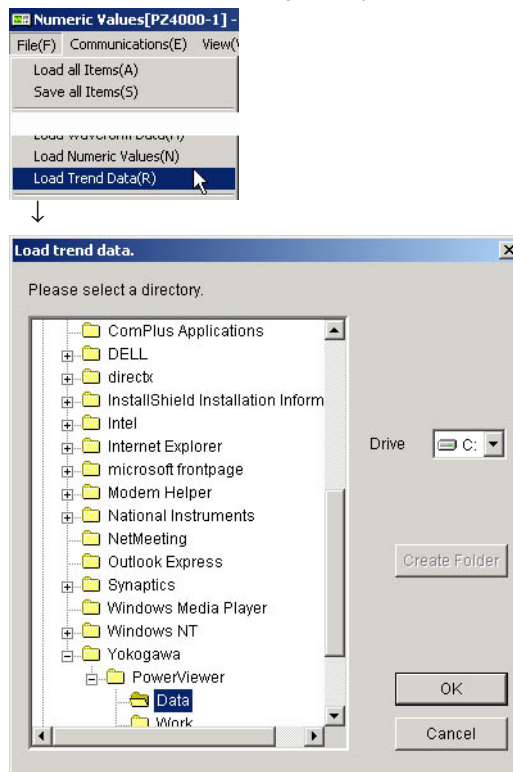 Numeric Values[PZ4000-1] -
File(F) Communications(E) View(
Load all Items(A)
Save all Items(S)
Load Numeric Values(N)
Load Trend Data(R)
↓
Load trend data.
Please select a directory.
ComPlus Applications
DELL
directx
InstallShield Installation Inform
Intel
Internet Explorer
microsoft frontpage
Modem Helper
National Instruments
NetMeeting
Outlook Express
Synaptics
Windows Media Player
Windows NT
Yokogawa
PowerViewer
Data
Work
Drive C:
Create Folder
OK
Cancel